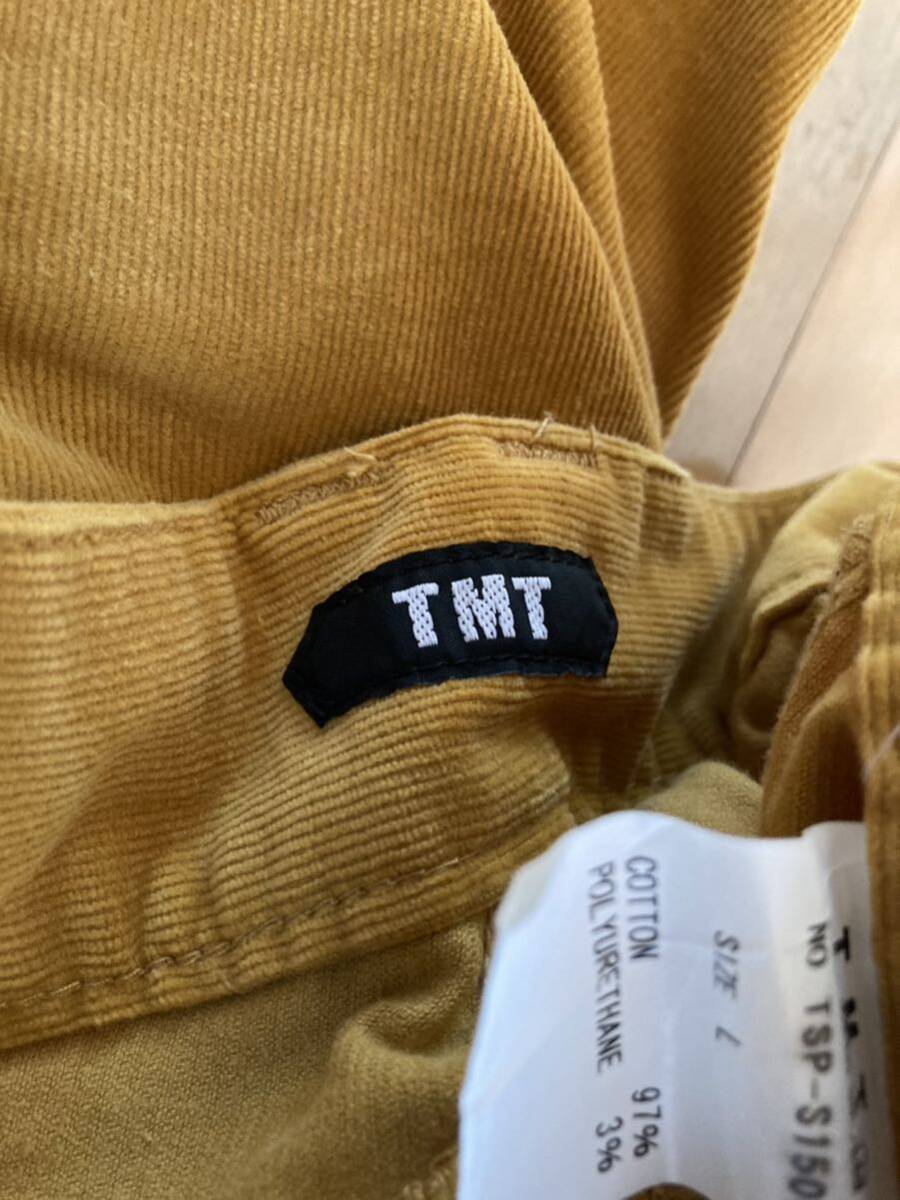 TMT
T M T
NO TSP-S150
SIZE L
COTTON 97%
POLYURETHANE 3%